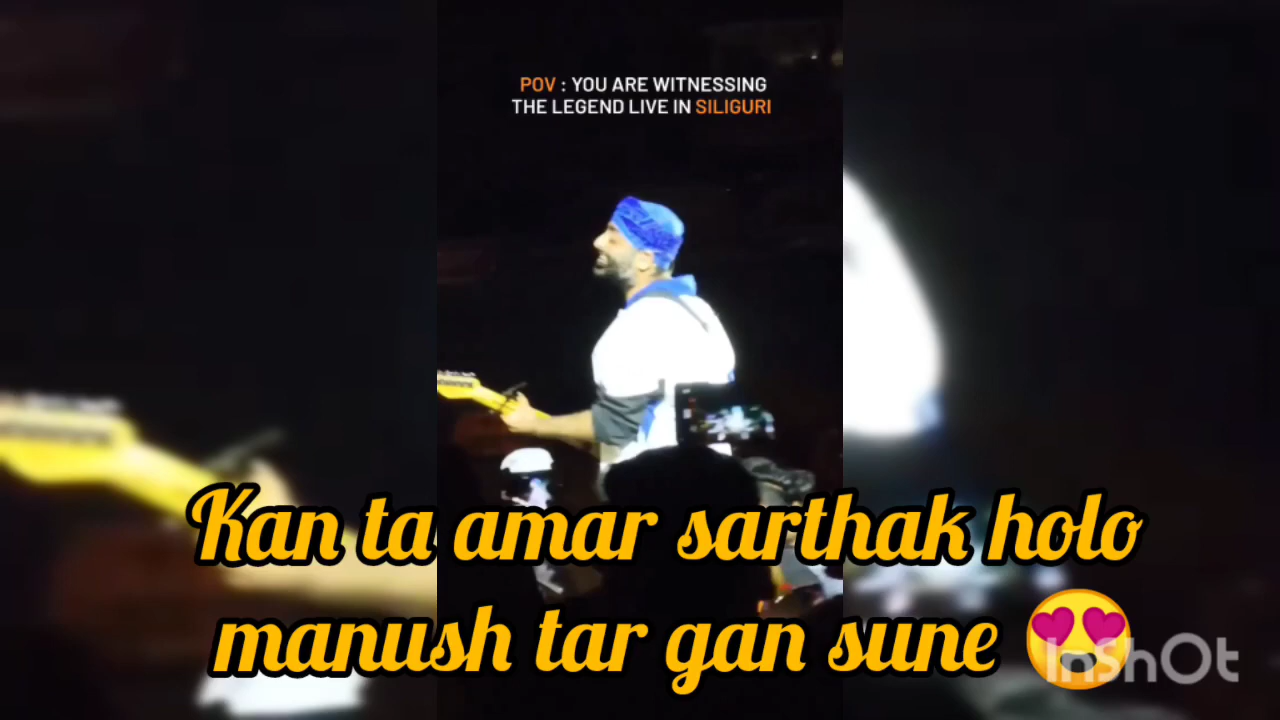 POV : YOU ARE WITNESSING
THE LEGEND LIVE IN SILIGURI
Kan ta amar sarthak holo
manush tar gan sune 😍
InShOt